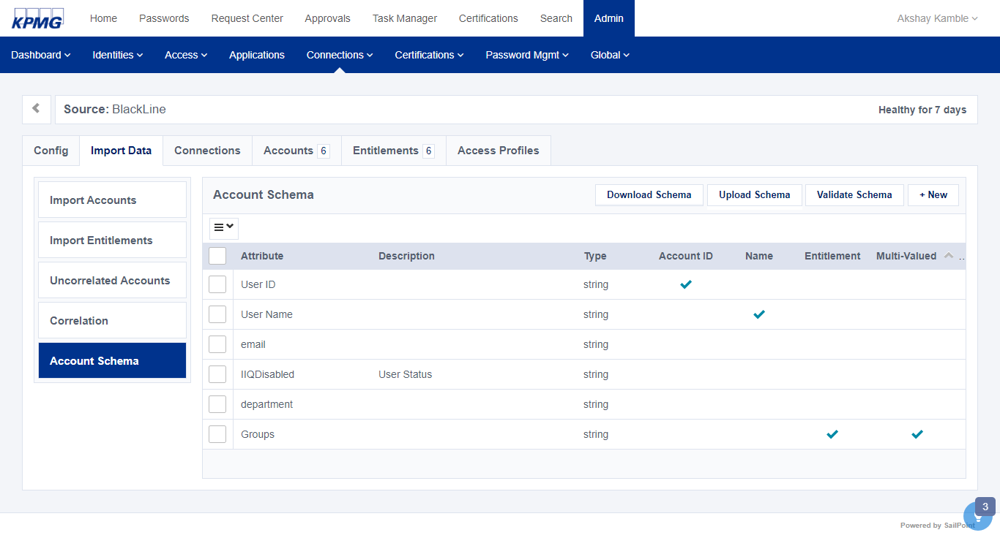 KPMG Home Passwords Request Center Approvals Task Manager Certifications Search Admin Akshay Kamble
Dashboard Identities Access Applications Connections Certifications Password Mgmt Global
Source: BlackLine Healthy for 7 days
Config Import Data Connections Accounts 6 Entitlements 6 Access Profiles
Import Accounts
Import Entitlements
Uncorrelated Accounts
Correlation
Account Schema
Account Schema Download Schema Upload Schema Validate Schema + New
Attribute Description Type Account ID Name Entitlement Multi-Valued ..
User ID string
User Name string
email string
IIQDisabled User Status string
department string
Groups string
3
Powered by SailPoint